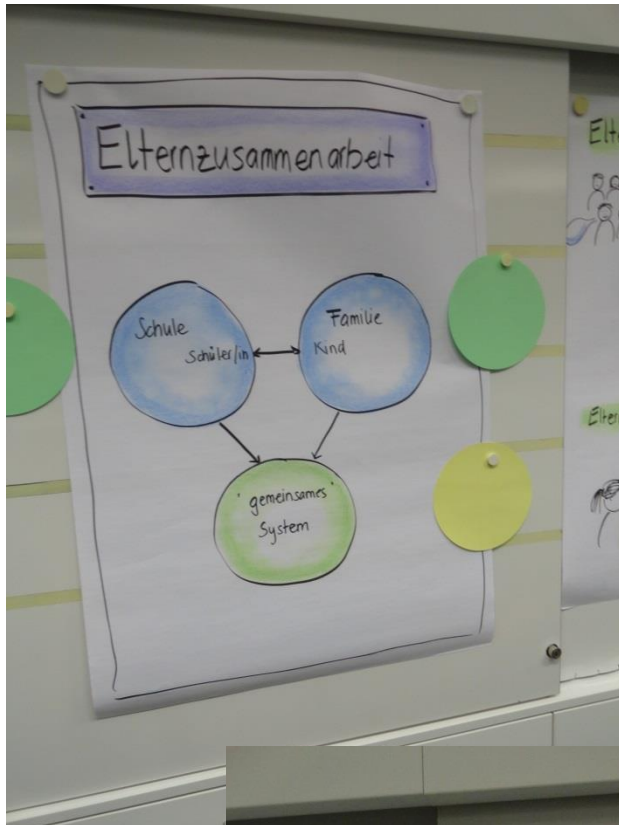 Elternzusammenarbeit
Schule
Schüler/in
Familie
Kind
gemeinsames
System